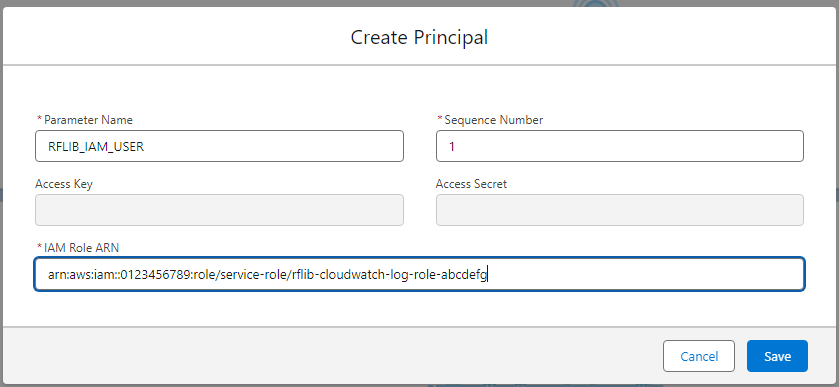 Create Principal
* Parameter Name
* Sequence Number
RFLIB_IAM_USER
1
Access Key
Access Secret
* IAM Role ARN
arn:aws:iam::0123456789:role/service-role/rflib-cloudwatch-log-role-abcdefg
Cancel
Save